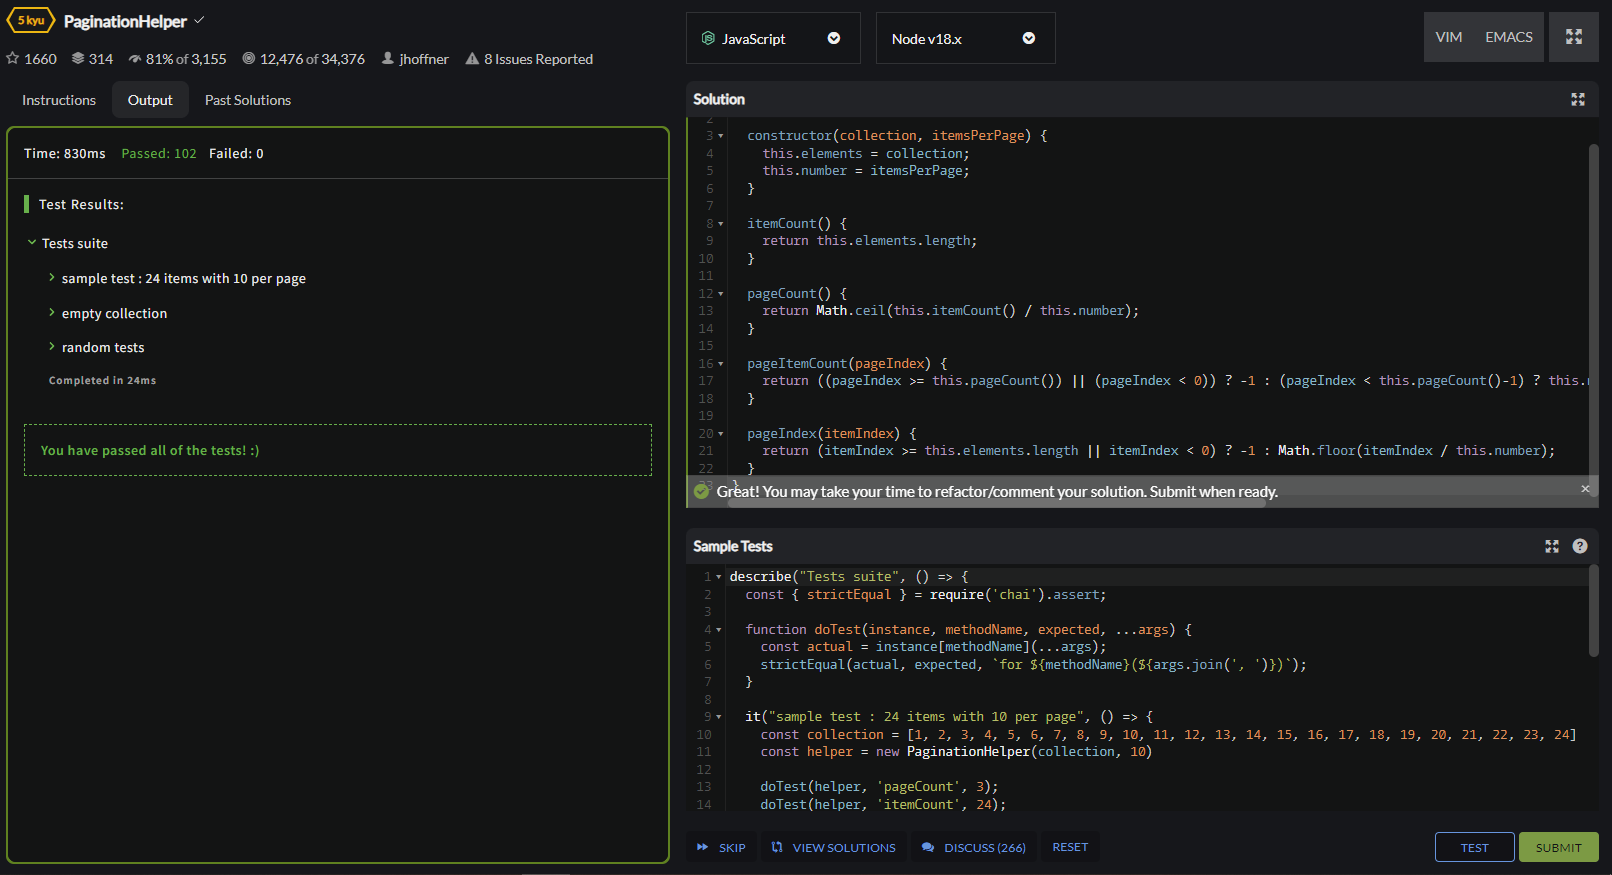 5 kyu PaginationHelper
1660 314 81% of 3,155 12,476 of 34,376 jhoffner 8 Issues Reported
Instructions Output Past Solutions
Time: 830ms Passed: 102 Failed: 0
Test Results:
Tests suite
sample test : 24 items with 10 per page
empty collection
random tests
Completed in 24ms
You have passed all of the tests! :)
JavaScript Node v18.x VIM EMACS
Solution
2
3 constructor(collection, itemsPerPage) {
4 this.elements = collection;
5 this.number = itemsPerPage;
6 }
7
8 itemCount() {
9 return this.elements.length;
10 }
11
12 pageCount() {
13 return Math.ceil(this.itemCount() / this.number);
14 }
15
16 pageItemCount(pageIndex) {
17 return ((pageIndex >= this.pageCount()) || (pageIndex < 0)) ? -1 : (pageIndex < this.pageCount()-1) ? this.
18 }
19
20 pageIndex(itemIndex) {
21 return (itemIndex >= this.elements.length || itemIndex < 0) ? -1 : Math.floor(itemIndex / this.number);
22 }
23 }
Great! You may take your time to refactor/comment your solution. Submit when ready.
Sample Tests
1 describe("Tests suite", () => {
2 const { strictEqual } = require('chai').assert;
3
4 function doTest(instance, methodName, expected, ...args) {
5 const actual = instance[methodName](...args);
6 strictEqual(actual, expected, `for ${methodName}(${args.join(', ')})`);
7 }
8
9 it("sample test : 24 items with 10 per page", () => {
10 const collection = [1, 2, 3, 4, 5, 6, 7, 8, 9, 10, 11, 12, 13, 14, 15, 16, 17, 18, 19, 20, 21, 22, 23, 24]
11 const helper = new PaginationHelper(collection, 10)
12
13 doTest(helper, 'pageCount', 3);
14 doTest(helper, 'itemCount', 24);
SKIP VIEW SOLUTIONS DISCUSS (266) RESET TEST SUBMIT